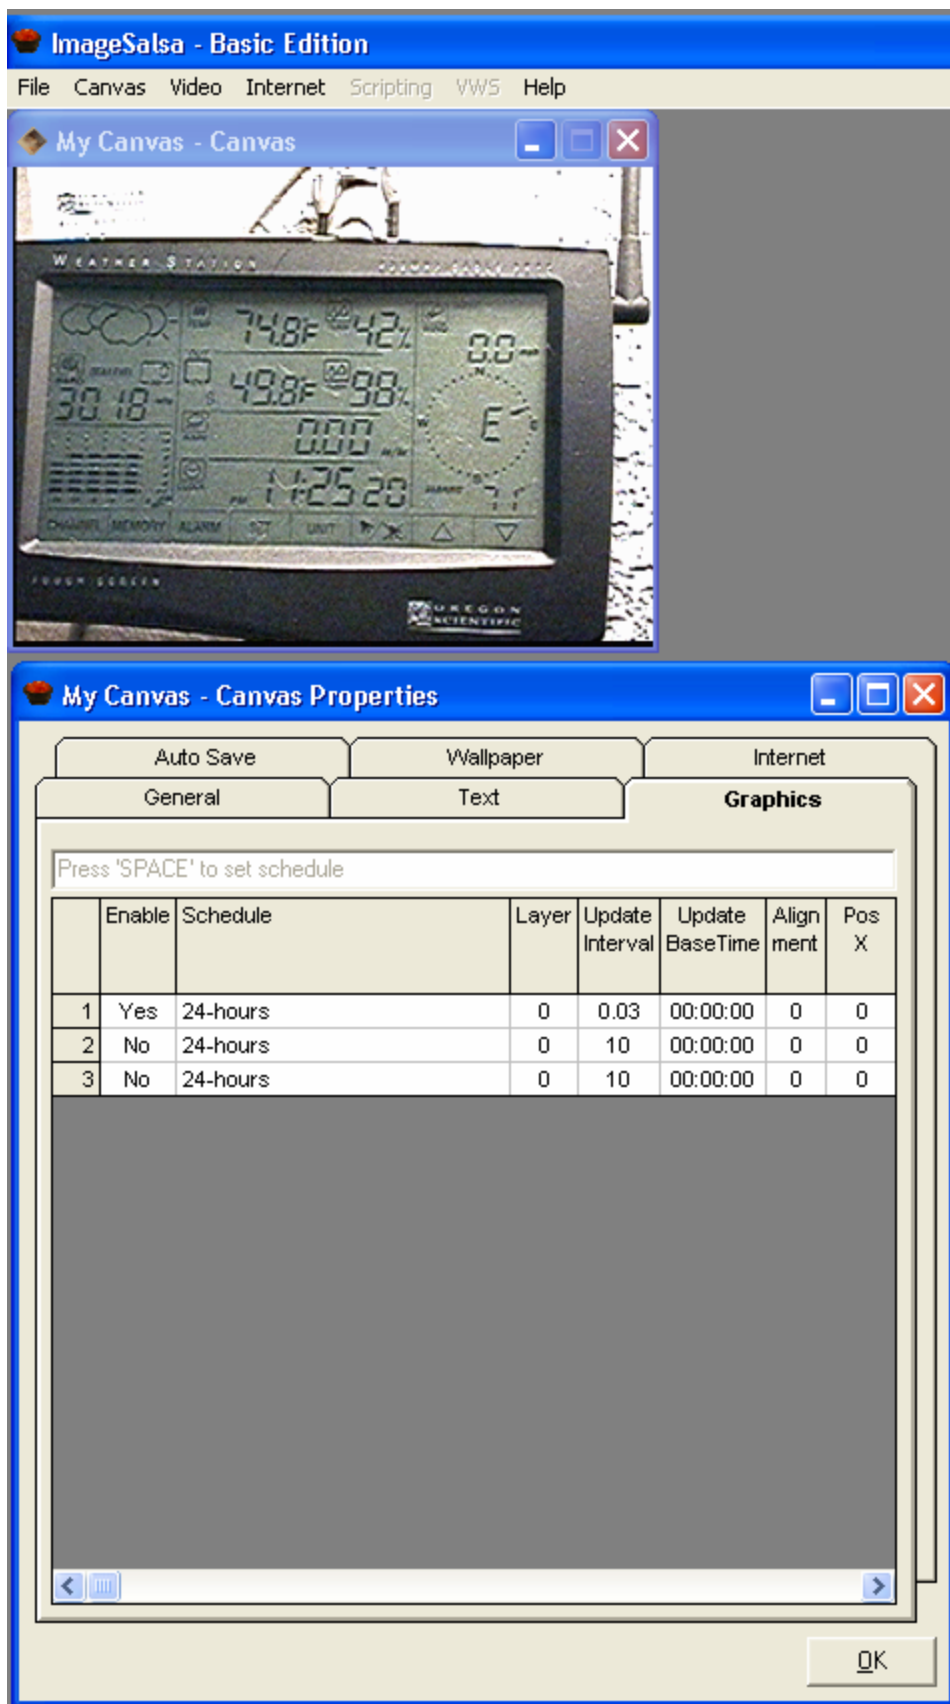 ImageSalsa - Basic Edition
File Canvas Video Internet Scripting VWS Help
My Canvas - Canvas
WEATHER STATION
74.8F 42%
0.0
N
30.18
49.8F 98%
W E E
0.00
S
PM 11:25 20
CHANNEL MEMORY ALARM SET UNIT
TOUCH SCREEN
OREGON
SCIENTIFIC
My Canvas - Canvas Properties
Auto Save Wallpaper Internet
General Text Graphics
Press 'SPACE' to set schedule
Enable Schedule Layer Update Update Align Pos
Interval BaseTime ment X
1 Yes 24-hours 0 0.03 00:00:00 0 0
2 No 24-hours 0 10 00:00:00 0 0
3 No 24-hours 0 10 00:00:00 0 0
OK